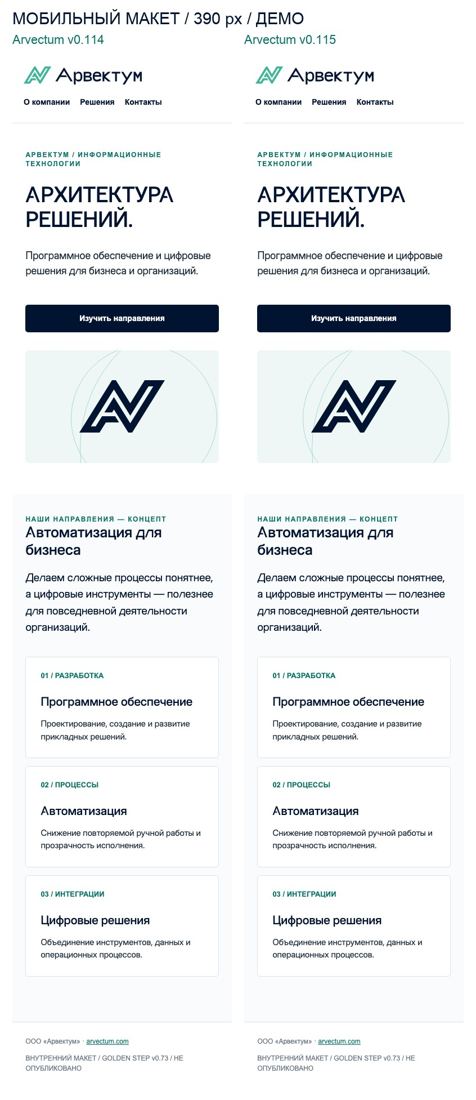 МОБИЛЬНЫЙ МАКЕТ / 390 px / ДЕМО
Arvectum v0.114
Арвектум
О компании Решения Контакты
АРВЕКТУМ / ИНФОРМАЦИОННЫЕ
ТЕХНОЛОГИИ
АРХИТЕКТУРА
РЕШЕНИЙ.
Программное обеспечение и цифровые
решения для бизнеса и организаций.
Изучить направления
НАШИ НАПРАВЛЕНИЯ — КОНЦЕПТ
Автоматизация для
бизнеса
Делаем сложные процессы понятнее,
а цифровые инструменты — полезнее
для повседневной деятельности
организаций.
01 / РАЗРАБОТКА
Программное обеспечение
Проектирование, создание и развитие
прикладных решений.
02 / ПРОЦЕССЫ
Автоматизация
Снижение повторяемой ручной работы и
прозрачность исполнения.
03 / ИНТЕГРАЦИИ
Цифровые решения
Объединение инструментов, данных и
операционных процессов.
ООО «Арвектум» · arvectum.com
ВНУТРЕННИЙ МАКЕТ / GOLDEN STEP v0.73 / НЕ
ОПУБЛИКОВАНО
Arvectum v0.115
Арвектум
О компании Решения Контакты
АРВЕКТУМ / ИНФОРМАЦИОННЫЕ
ТЕХНОЛОГИИ
АРХИТЕКТУРА
РЕШЕНИЙ.
Программное обеспечение и цифровые
решения для бизнеса и организаций.
Изучить направления
НАШИ НАПРАВЛЕНИЯ — КОНЦЕПТ
Автоматизация для
бизнеса
Делаем сложные процессы понятнее,
а цифровые инструменты — полезнее
для повседневной деятельности
организаций.
01 / РАЗРАБОТКА
Программное обеспечение
Проектирование, создание и развитие
прикладных решений.
02 / ПРОЦЕССЫ
Автоматизация
Снижение повторяемой ручной работы и
прозрачность исполнения.
03 / ИНТЕГРАЦИИ
Цифровые решения
Объединение инструментов, данных и
операционных процессов.
ООО «Арвектум» · arvectum.com
ВНУТРЕННИЙ МАКЕТ / GOLDEN STEP v0.73 / НЕ
ОПУБЛИКОВАНО